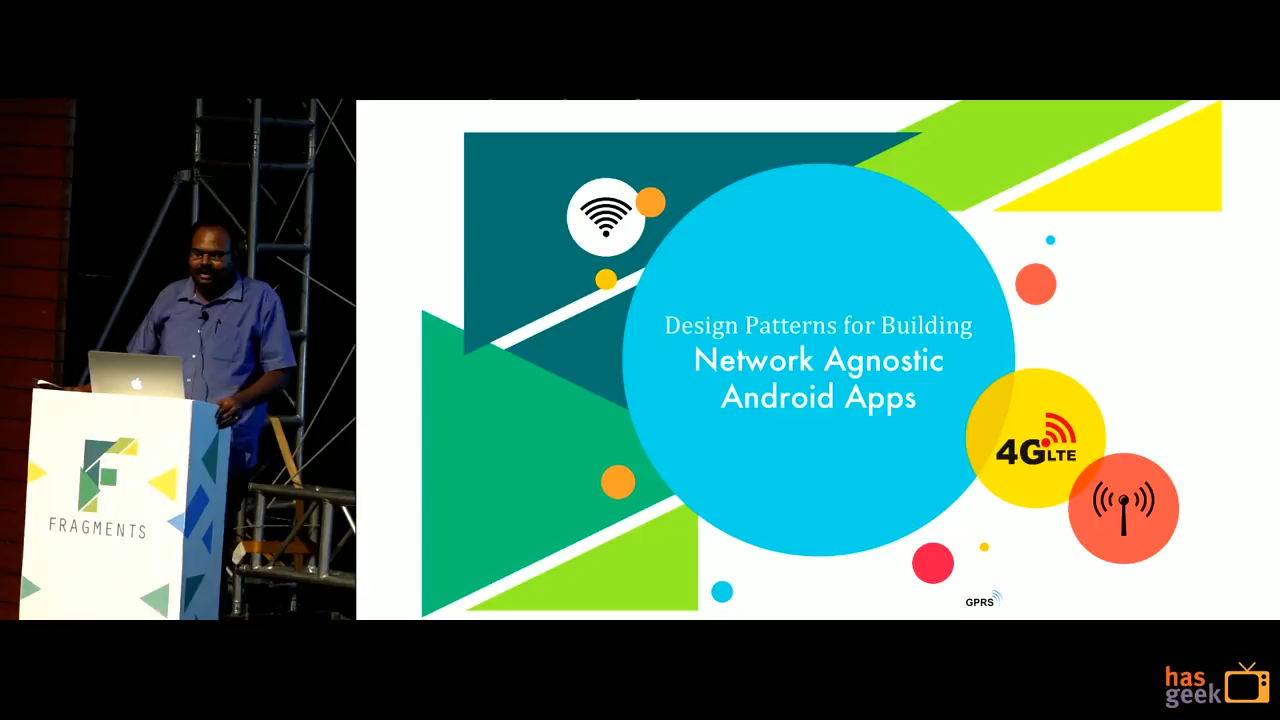 Design Patterns for Building
Network Agnostic
Android Apps
4G LTE
GPRS
FRAGMENTS
has
geek